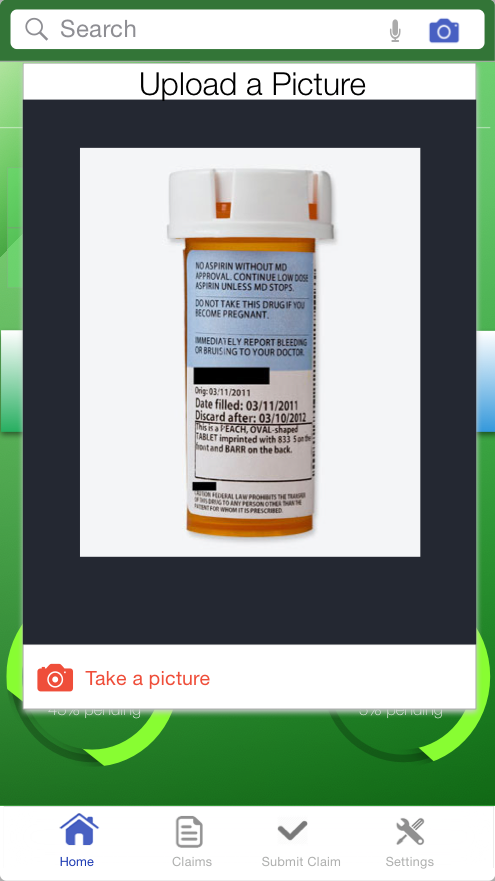 Search
Upload a Picture
NO ASPIRIN WITHOUT MD
APPROVAL. CONTINUE LOW DOSE
ASPIRIN UNLESS MD STOPS.
DO NOT TAKE THIS DRUG IF YOU
BECOME PREGNANT.
IMMEDIATELY REPORT BLEEDING
OR BRUISING TO YOUR DOCTOR.
Orig: 03/11/2011
Date filled: 03/11/2011
Discard after: 03/10/2012
This is a PEACH, OVAL-shaped
TABLET imprinted with 833 5 on the
front and BARR on the back.
CAUTION FEDERAL LAW PROHIBITS THE TRANSFER
OF THIS DRUG TO ANY PERSON OTHER THAN THE
PATIENT FOR WHOM IT IS PRESCRIBED.
Take a picture
pending
5% pending
Home
Claims
Submit Claim
Settings